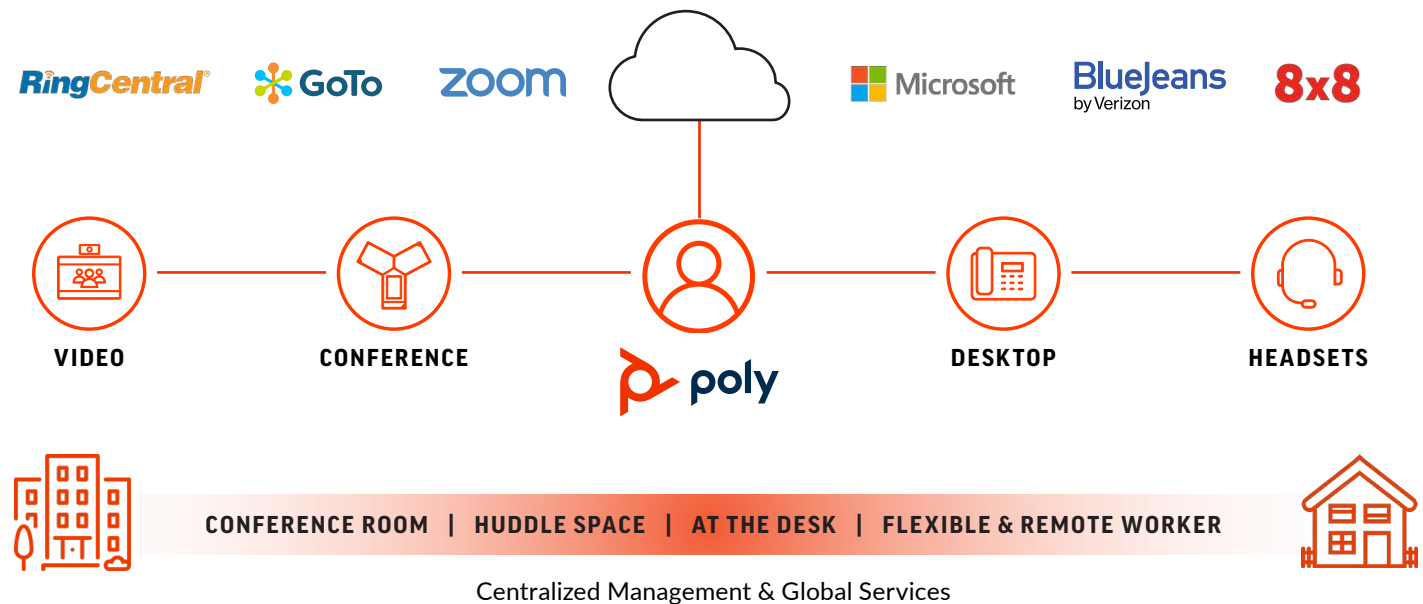 RingCentral®
GoTo
zoom
Microsoft
BlueJeans
by Verizon
8x8
VIDEO
CONFERENCE
poly
DESKTOP
HEADSETS
CONFERENCE ROOM | HUDDLE SPACE | AT THE DESK | FLEXIBLE & REMOTE WORKER
Centralized Management & Global Services